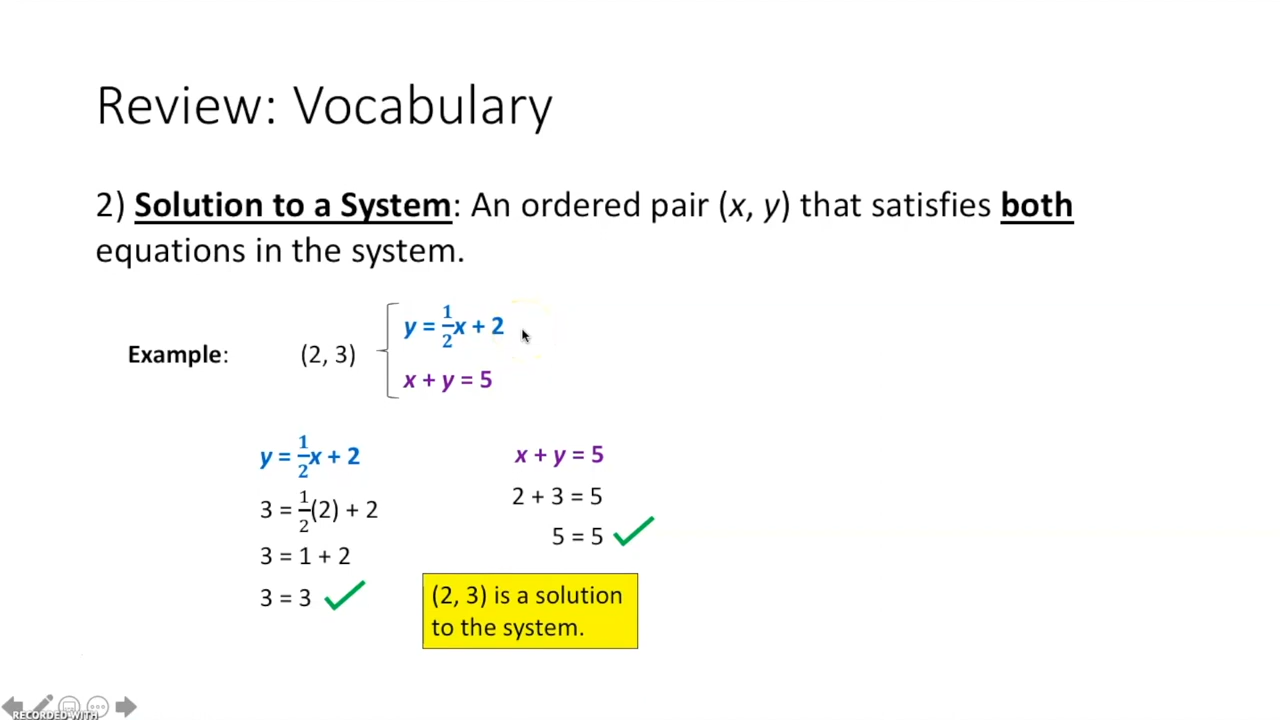 Review: Vocabulary
2) Solution to a System: An ordered pair (x, y) that satisfies both
equations in the system.
Example: (2, 3)
y = 1/2x + 2
x + y = 5
y = 1/2x + 2
3 = 1/2(2) + 2
3 = 1 + 2
3 = 3
x + y = 5
2 + 3 = 5
5 = 5
(2, 3) is a solution
to the system.
RECORDED WITH